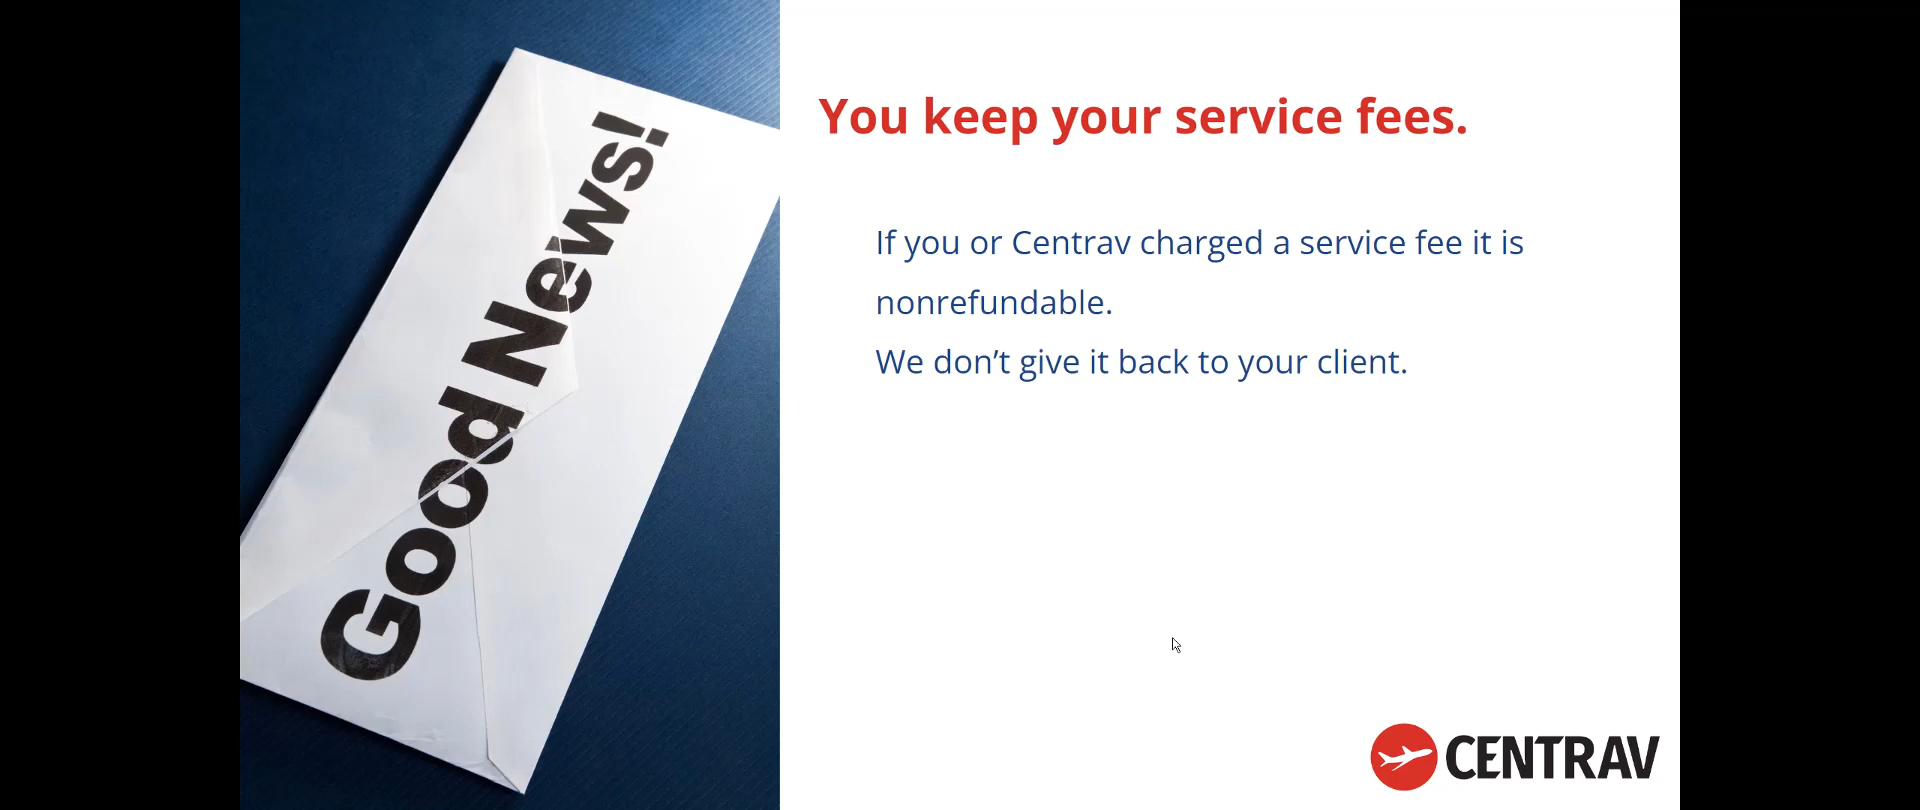 Good News!
You keep your service fees.
If you or Centrav charged a service fee it is
nonrefundable.
We don’t give it back to your client.
CENTRAV